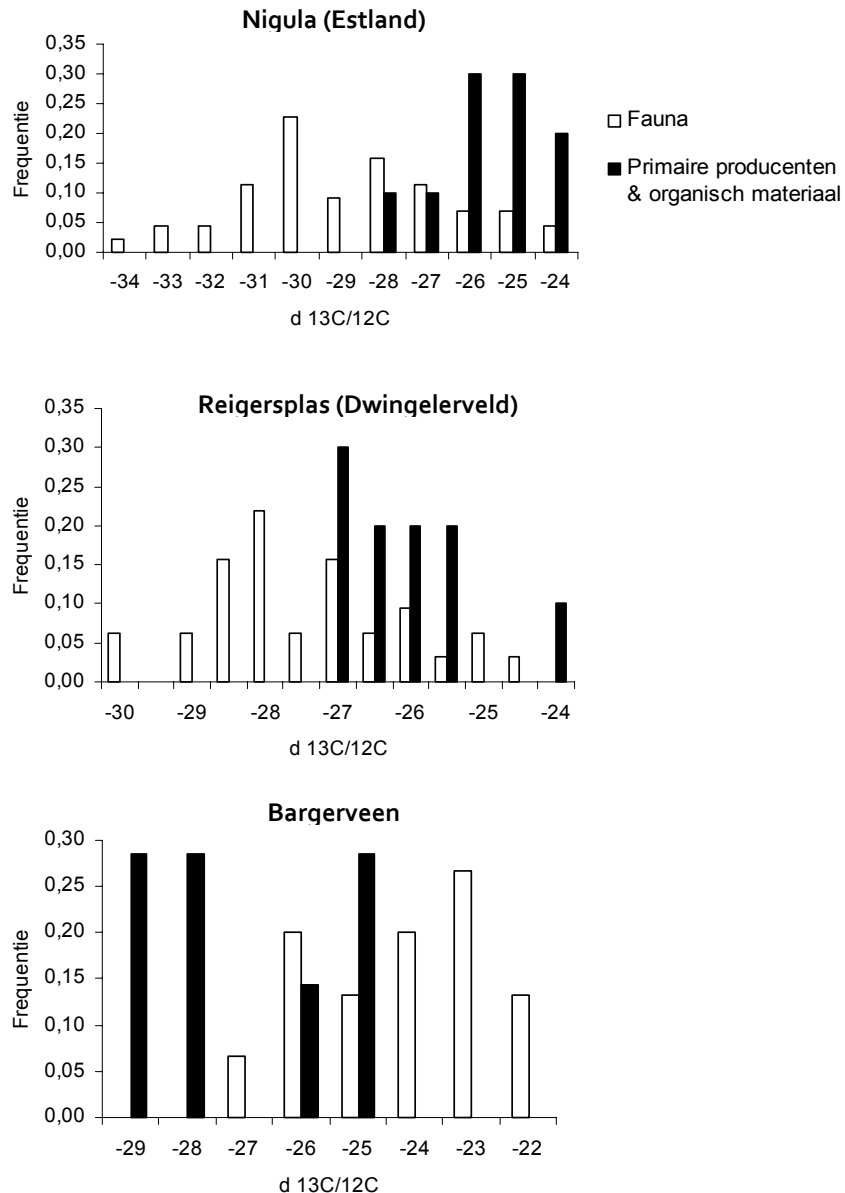 Nigula (Estland)
0,35
0,30
0,25
0,20
0,15
0,10
0,05
0,00
Frequentie
-34 -33 -32 -31 -30 -29 -28 -27 -26 -25 -24
d 13C/12C
Fauna
Primaire producenten
& organisch materiaal
Reigersplas (Dwingelerveld)
0,35
0,30
0,25
0,20
0,15
0,10
0,05
0,00
Frequentie
-30 -29 -28 -27 -26 -25 -24
d 13C/12C
Bargerveen
0,30
0,25
0,20
0,15
0,10
0,05
0,00
Frequentie
-29 -28 -27 -26 -25 -24 -23 -22
d 13C/12C